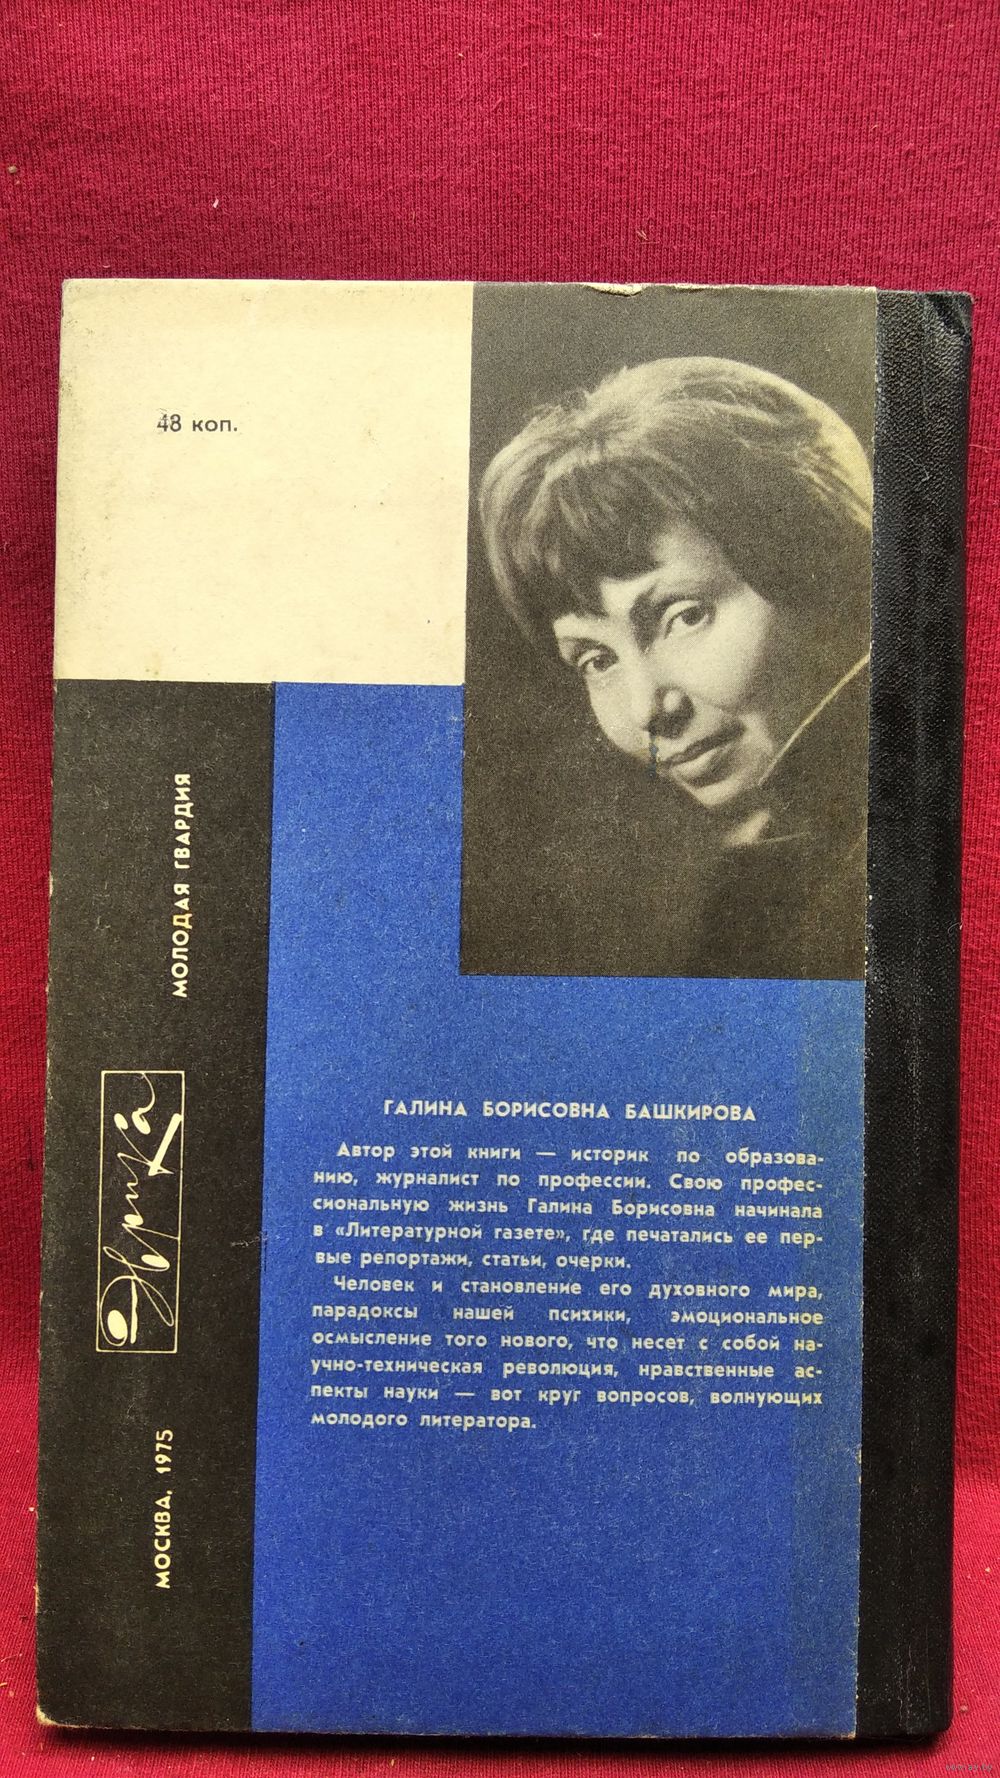 48 коп.
МОЛОДАЯ ГВАРДИЯ
Эврика
МОСКВА, 1975
ГАЛИНА БОРИСОВНА БАШКИРОВА
Автор этой книги — историк по образова-
нию, журналист по профессии. Свою профес-
сиональную жизнь Галина Борисовна начинала
в «Литературной газете», где печатались ее пер-
вые репортажи, статьи, очерки.
Человек и становление его духовного мира,
парадоксы нашей психики, эмоциональное
осмысление того нового, что несет с собой на-
учно-техническая революция, нравственные ас-
пекты науки — вот круг вопросов, волнующих
молодого литератора.